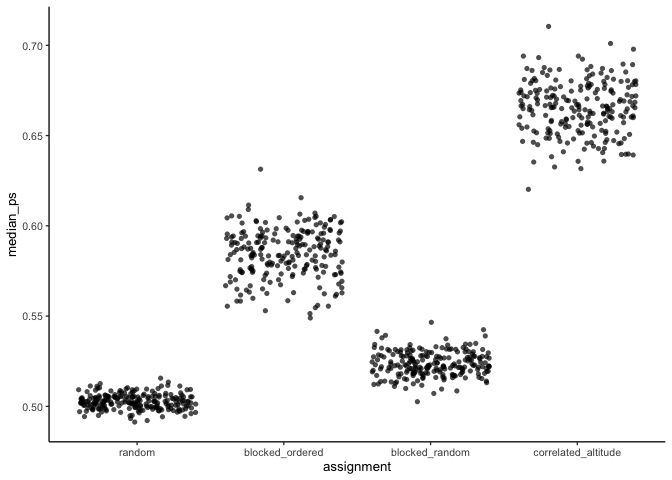 0.70
0.65
0.60
0.55
0.50
median_ps
random blocked_ordered blocked_random correlated_altitude
assignment